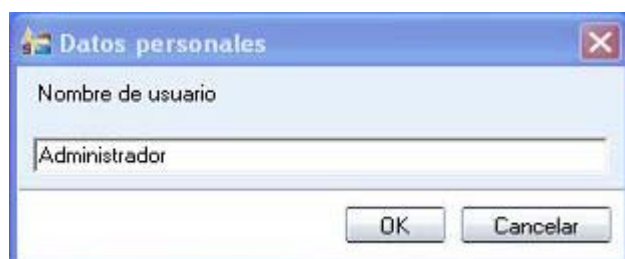 Datos personales
Nombre de usuario
Administrador
OK Cancelar